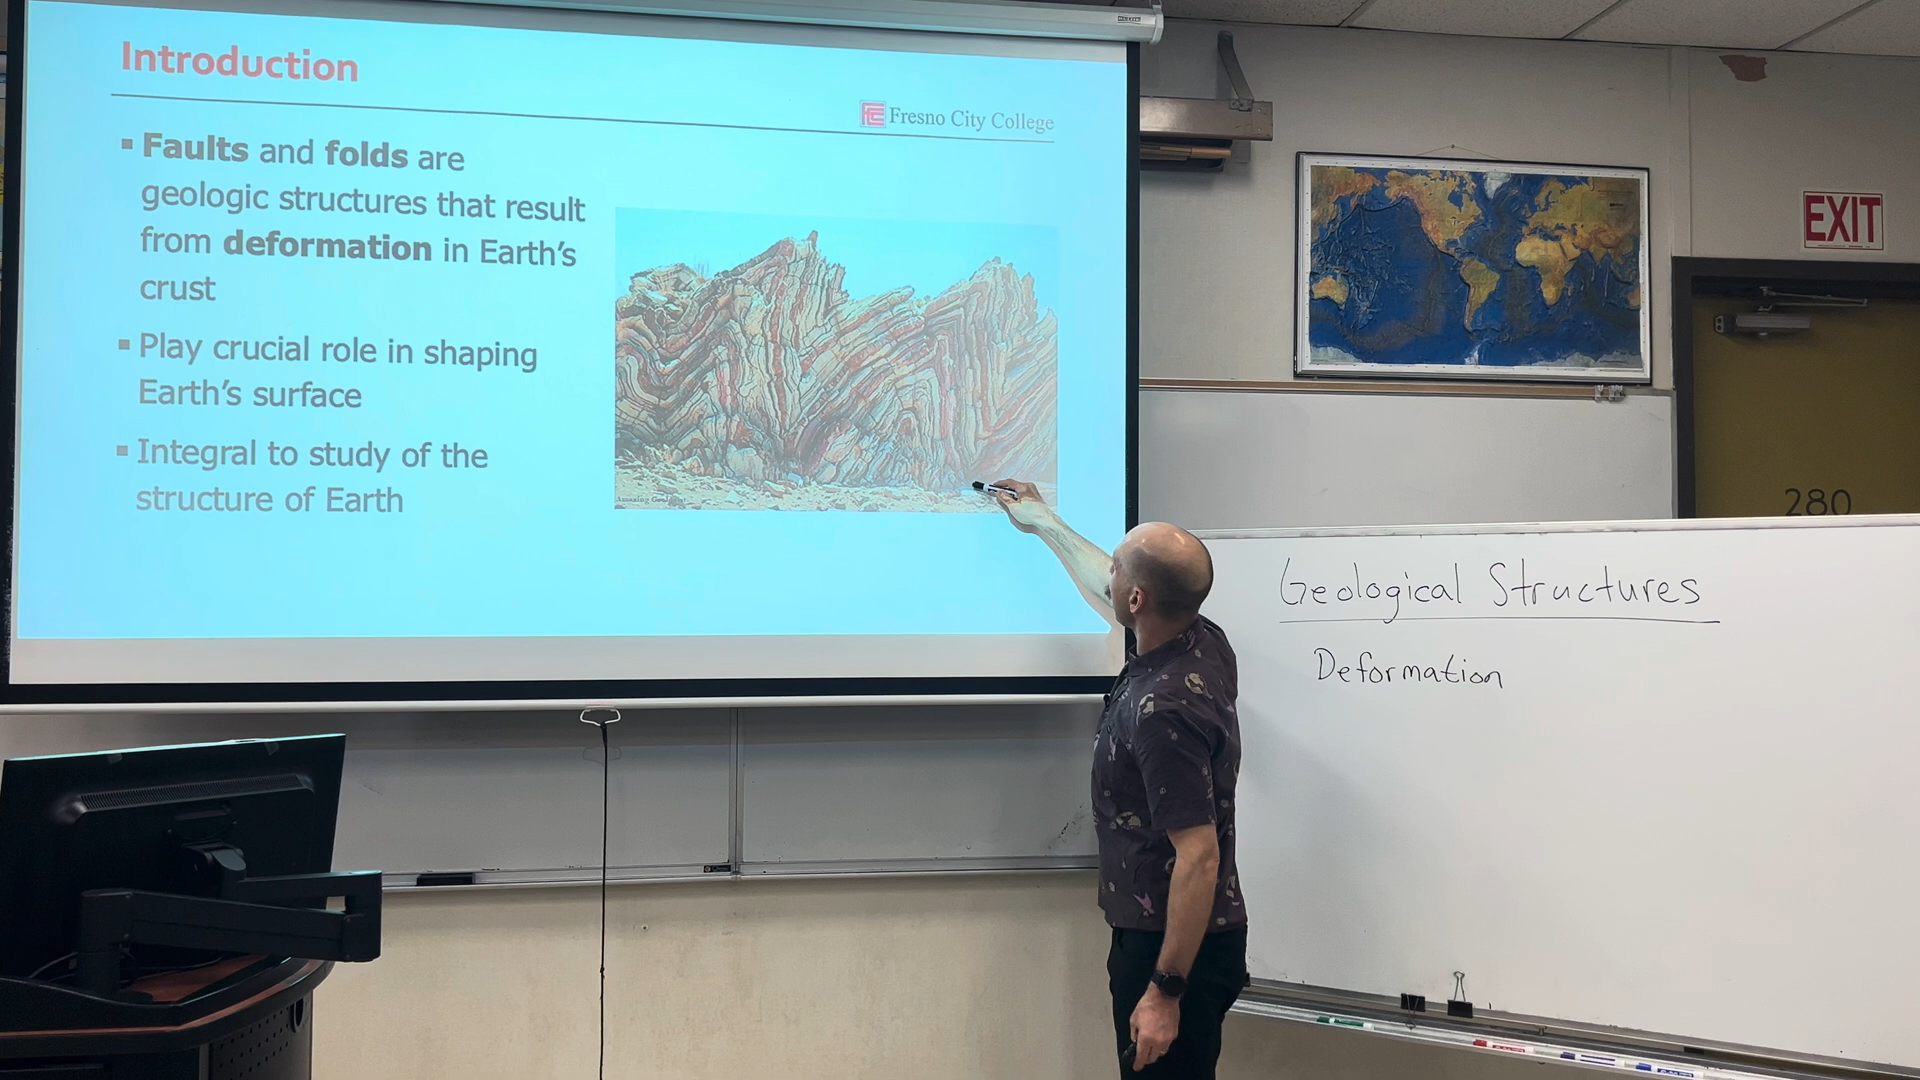 Introduction
Fresno City College
▪ Faults and folds are
geologic structures that result
from deformation in Earth's
crust
▪ Play crucial role in shaping
Earth's surface
▪ Integral to study of the
structure of Earth
EXIT
280
Geological Structures
Deformation